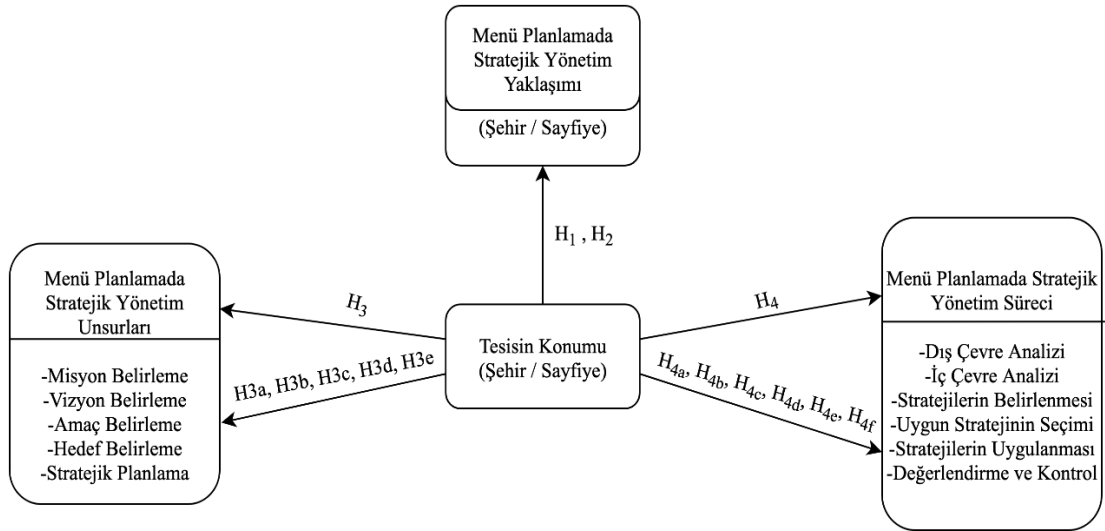 Menü Planlamada
Stratejik Yönetim
Yaklaşımı
(Şehir / Sayfiye)
H1 , H2
Menü Planlamada
Stratejik Yönetim
Unsurları
-Misyon Belirleme
-Vizyon Belirleme
-Amaç Belirleme
-Hedef Belirleme
-Stratejik Planlama
H3
H3a, H3b, H3c, H3d, H3e
Tesisin Konumu
(Şehir / Sayfiye)
H4
H4a, H4b, H4c, H4d, H4e, H4f
Menü Planlamada Stratejik
Yönetim Süreci
-Dış Çevre Analizi
-İç Çevre Analizi
-Stratejilerin Belirlenmesi
-Uygun Stratejinin Seçimi
-Stratejilerin Uygulanması
-Değerlendirme ve Kontrol